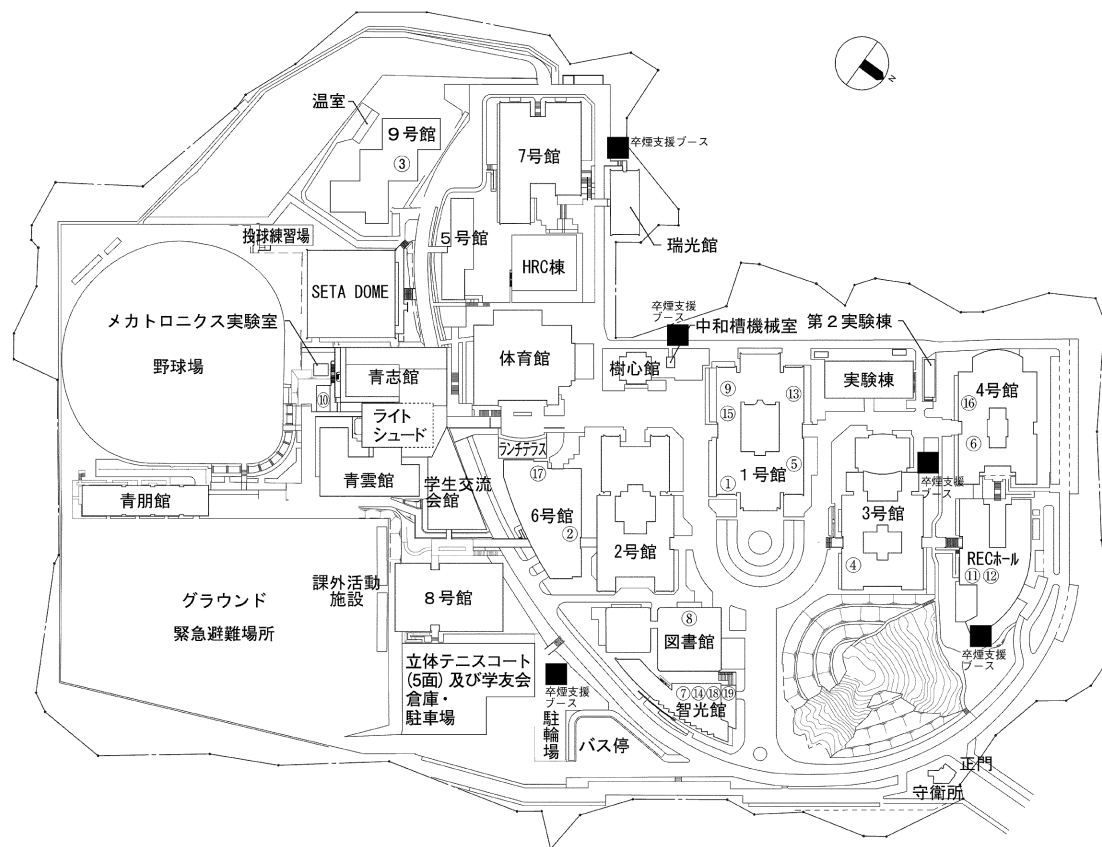 N
温室
9号館
③
7号館
卒煙支援ブース
投球練習場
5号館
瑞光館
HRC棟
SETA DOME
卒煙支援
ブース
メカトロニクス実験室
中和槽機械室
第2実験棟
野球場
体育館
樹心館
青志館
実験棟
4号館
⑨
⑬
⑩
⑮
⑯
ライト
シュード
⑥
ランチテラス
青雲館
学生交流
会館
⑰
1号館
⑤
①
卒煙支援
ブース
青朋館
6号館
②
2号館
3号館
④
RECホール
⑪
⑫
課外活動
施設
8号館
グラウンド
緊急避難場所
⑧
図書館
卒煙支援
ブース
立体テニスコート
(5面) 及び学友会
倉庫・
駐車場
卒煙支援
ブース
⑦
⑭
⑱
⑲
智光館
駐輪場
バス停
正門
守衛所